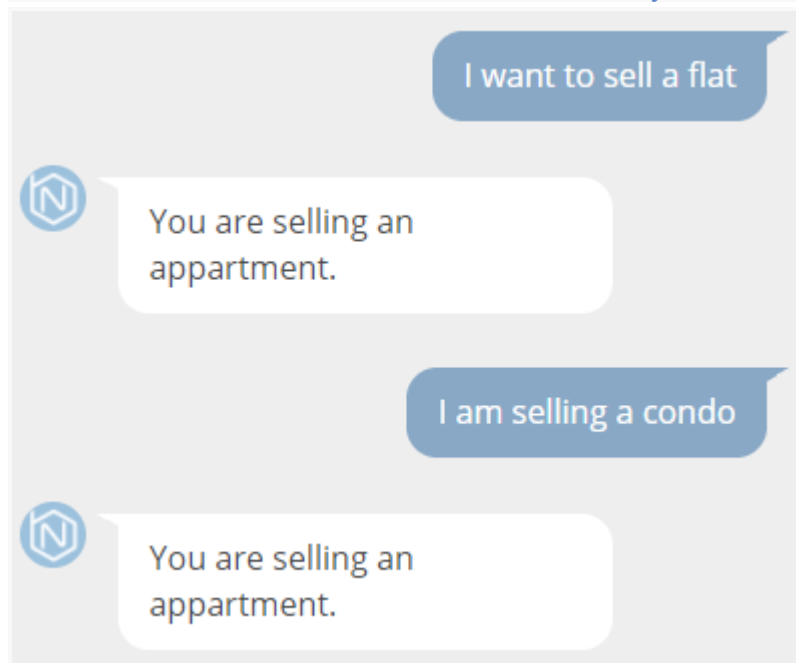 I want to sell a flat
You are selling an
appartment.
I am selling a condo
You are selling an
appartment.